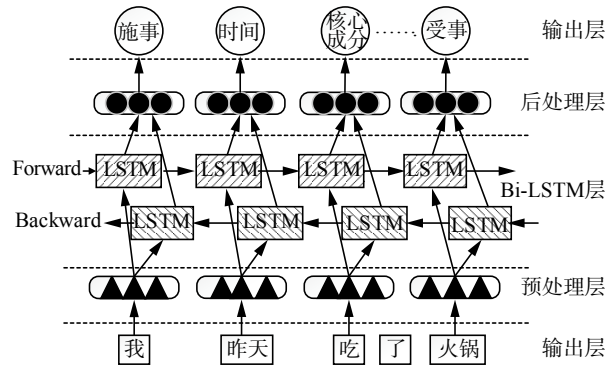 施事 时间 核心成分 …… 受事 输出层
后处理层
Forward LSTM LSTM LSTM LSTM
Bi-LSTM层
Backward LSTM LSTM LSTM LSTM
预处理层
我 昨天 吃 了 火锅 输出层